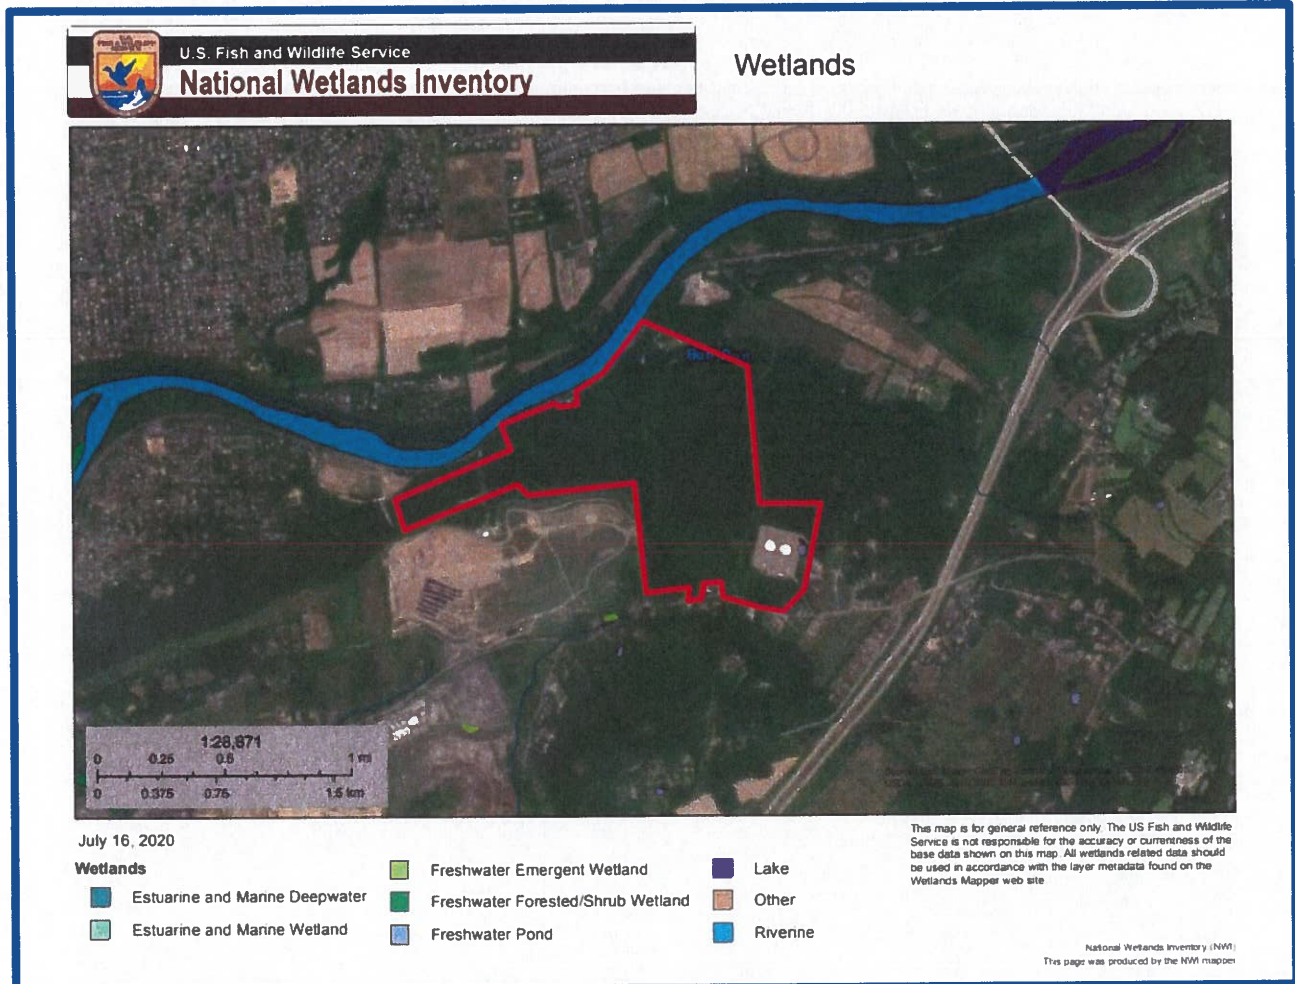 U.S. Fish and Wildlife Service
National Wetlands Inventory
Wetlands
1:28,871
0 0.25 0.5 1 mi
0 0.375 0.75 1.5 km
July 16, 2020
Wetlands
Estuarine and Marine Deepwater
Estuarine and Marine Wetland
Freshwater Emergent Wetland
Freshwater Forested/Shrub Wetland
Freshwater Pond
Lake
Other
Riverine
This map is for general reference only. The US Fish and Wildlife
Service is not responsible for the accuracy or currentness of the
base data shown on this map. All wetlands related data should
be used in accordance with the layer metadata found on the
Wetlands Mapper web site
National Wetlands Inventory (NWI)
This page was produced by the NWI mapper